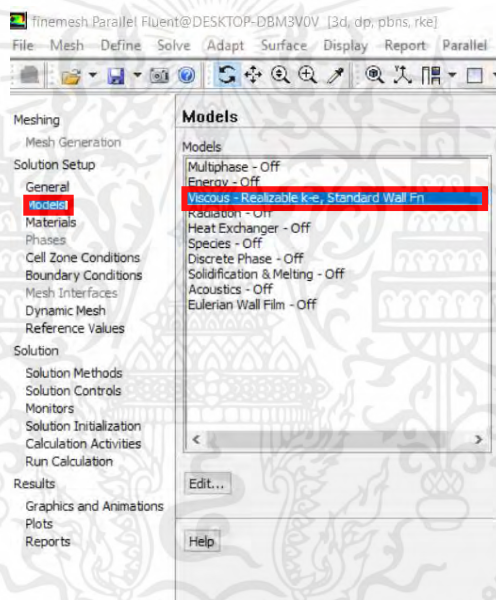 finemesh Parallel Fluent@DESKTOP-DBM3V0V [3d, dp, pbns, rke]
File Mesh Define Solve Adapt Surface Display Report Parallel
Meshing
Mesh Generation
Solution Setup
General
Models
Materials
Phases
Cell Zone Conditions
Boundary Conditions
Mesh Interfaces
Dynamic Mesh
Reference Values
Solution
Solution Methods
Solution Controls
Monitors
Solution Initialization
Calculation Activities
Run Calculation
Results
Graphics and Animations
Plots
Reports
Models
Models
Multiphase - Off
Energy - Off
Viscous - Realizable k-e, Standard Wall Fn
Radiation - Off
Heat Exchanger - Off
Species - Off
Discrete Phase - Off
Solidification & Melting - Off
Acoustics - Off
Eulerian Wall Film - Off
Edit...
Help